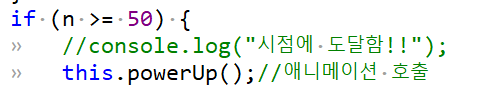 if (n >= 50) {
//console.log("시점에 도달함!!");
this.powerUp();//애니메이션 호출